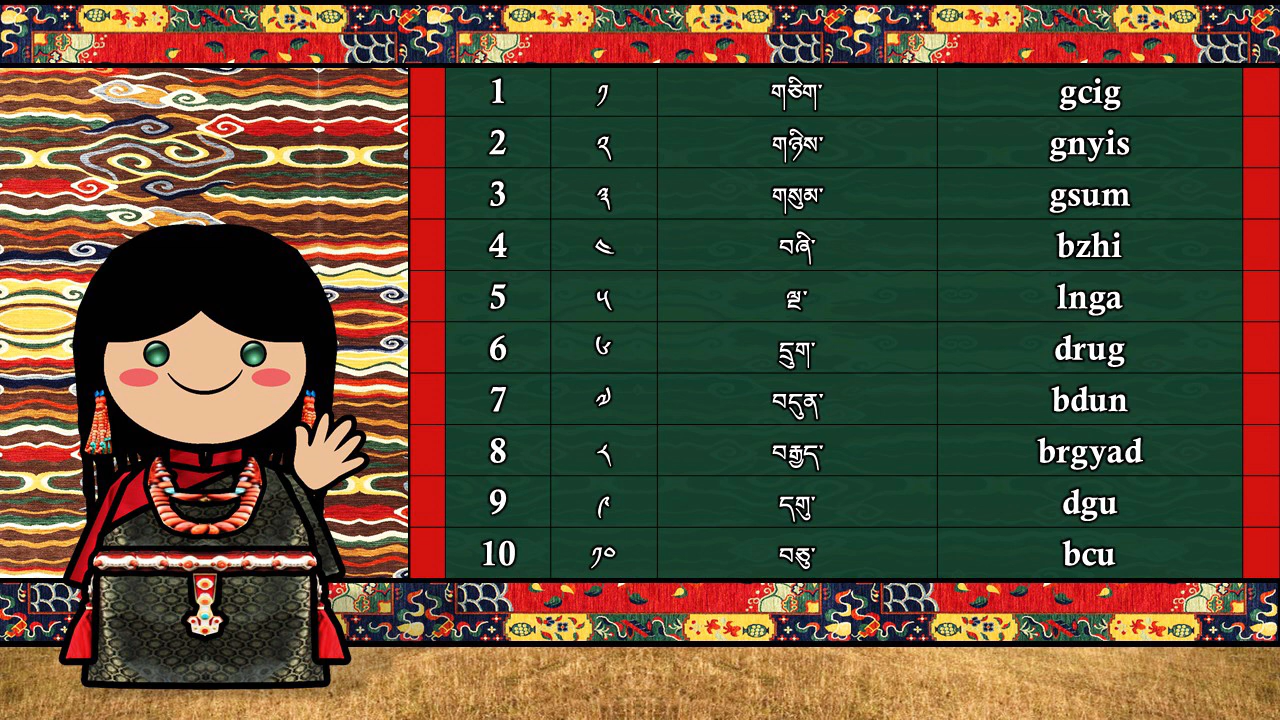 1 ༡ གཅིག་ gcig
2 ༢ གཉིས་ gnyis
3 ༣ གསུམ་ gsum
4 ༤ བཞི་ bzhi
5 ༥ ལྔ་ lnga
6 ༦ དྲུག་ drug
7 ༧ བདུན་ bdun
8 ༨ བརྒྱད་ brgyad
9 ༩ དགུ་ dgu
10 ༡༠ བཅུ་ bcu